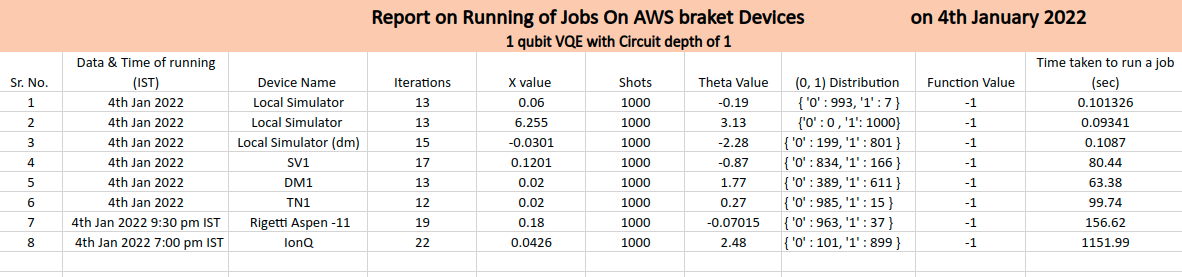 Report on Running of Jobs On AWS braket Devices on 4th January 2022
1 qubit VQE with Circuit depth of 1
Sr. No. Data & Time of running (IST) Device Name Iterations X value Shots Theta Value (0, 1) Distribution Function Value Time taken to run a job (sec)
1 4th Jan 2022 Local Simulator 13 0.06 1000 -0.19 { '0' : 993, '1' : 7 } -1 0.101326
2 4th Jan 2022 Local Simulator 13 6.255 1000 3.13 {'0' : 0 , '1': 1000} -1 0.09341
3 4th Jan 2022 Local Simulator (dm) 15 -0.0301 1000 -2.28 { '0' : 199, '1' : 801 } -1 0.1087
4 4th Jan 2022 SV1 17 0.1201 1000 -0.87 { '0' : 834, '1' : 166 } -1 80.44
5 4th Jan 2022 DM1 13 0.02 1000 1.77 { '0' : 389, '1' : 611 } -1 63.38
6 4th Jan 2022 TN1 12 0.02 1000 0.27 { '0' : 985, '1' : 15 } -1 99.74
7 4th Jan 2022 9:30 pm IST Rigetti Aspen -11 19 0.18 1000 -0.07015 { '0' : 963, '1' : 37 } -1 156.62
8 4th Jan 2022 7:00 pm IST IonQ 22 0.0426 1000 2.48 { '0' : 101, '1' : 899 } -1 1151.99